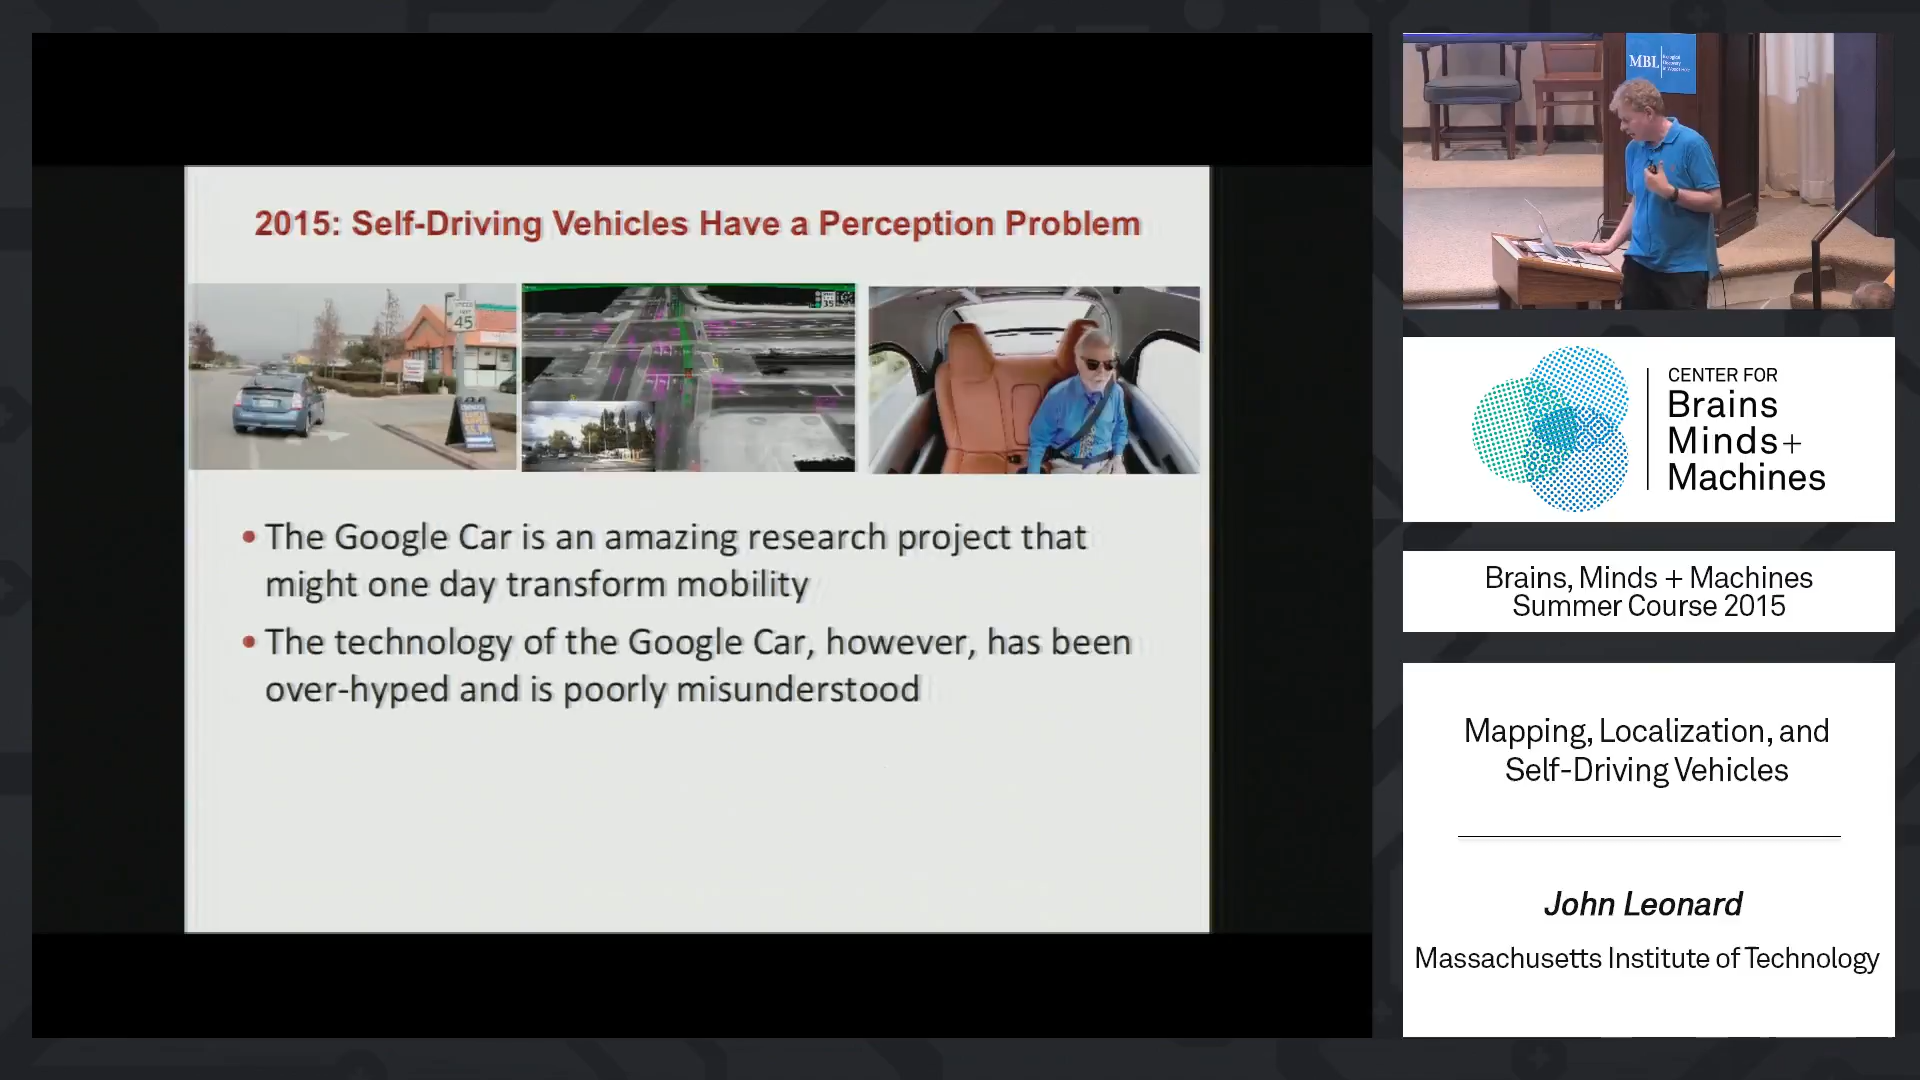 2015: Self-Driving Vehicles Have a Perception Problem
45
35
• The Google Car is an amazing research project that
might one day transform mobility
• The technology of the Google Car, however, has been
over-hyped and is poorly misunderstood
MBL
CENTER FOR
Brains
Minds+
Machines
Brains, Minds + Machines
Summer Course 2015
Mapping, Localization, and
Self-Driving Vehicles
John Leonard
Massachusetts Institute of Technology